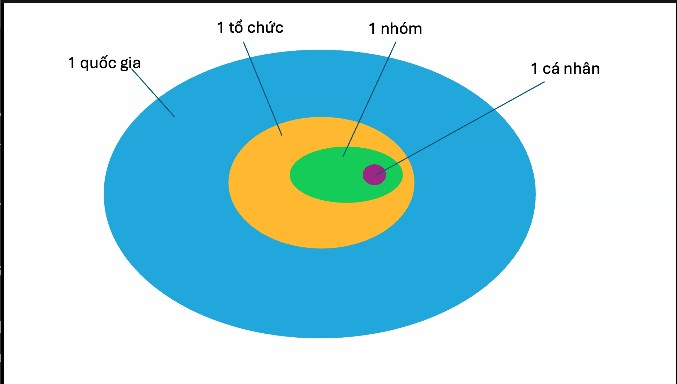 1 tổ chức
1 nhóm
1 quốc gia
1 cá nhân